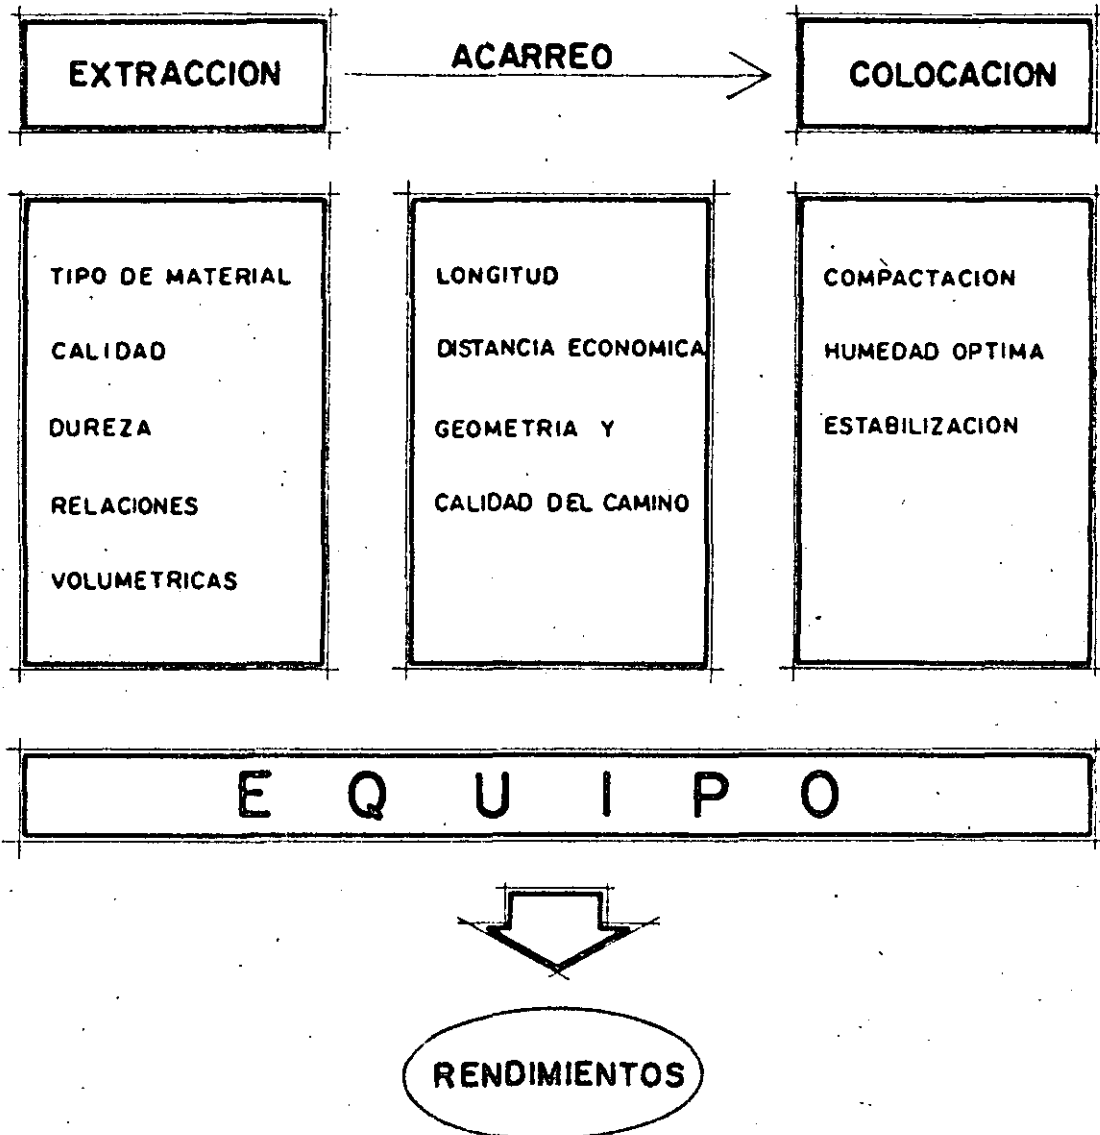 EXTRACCION
ACARREO
COLOCACION
TIPO DE MATERIAL
CALIDAD
DUREZA
RELACIONES
VOLUMETRICAS
LONGITUD
DISTANCIA ECONOMICA
GEOMETRIA Y
CALIDAD DEL CAMINO
COMPACTACION
HUMEDAD OPTIMA
ESTABILIZACION
EQUIPO
RENDIMIENTOS